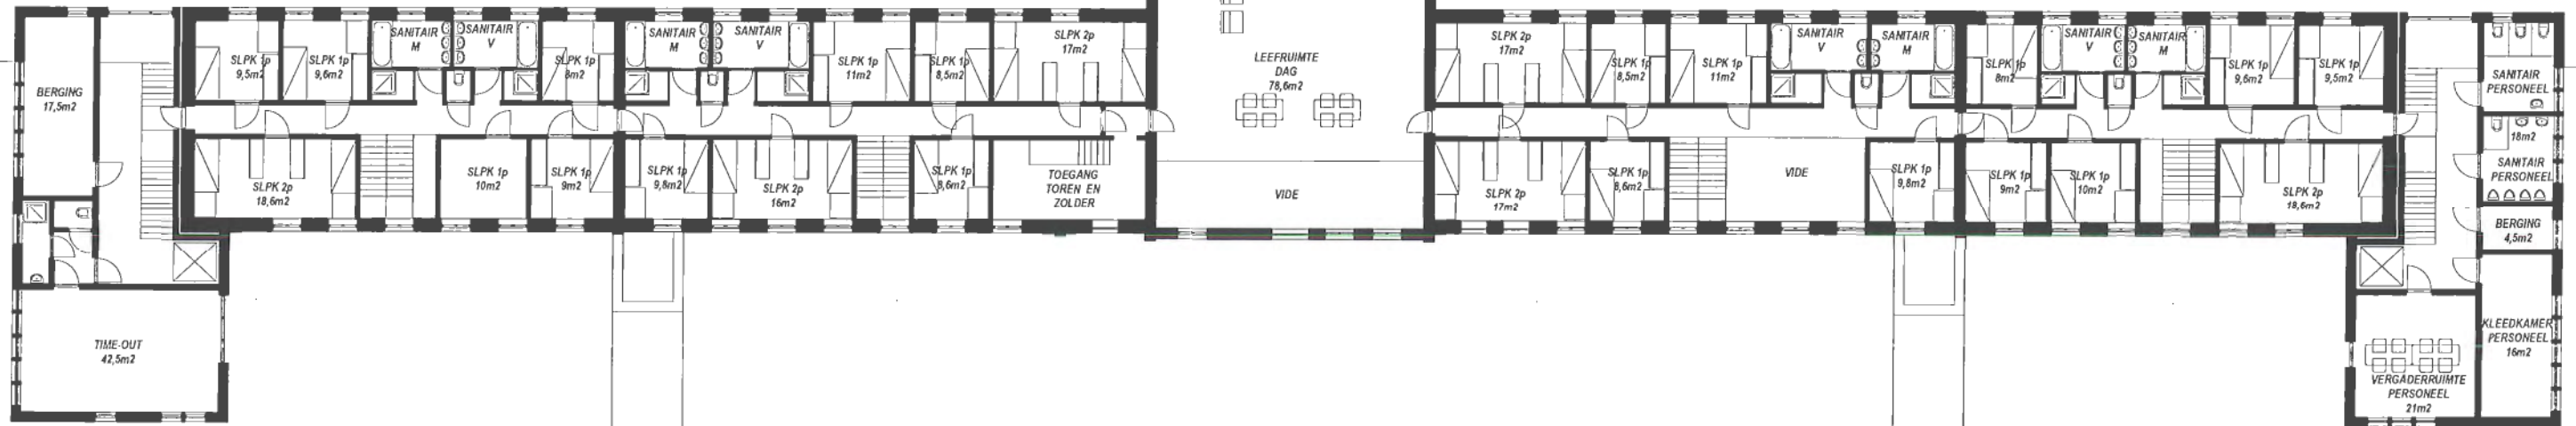 BERGING
17,5m2
SLPK 1p
9,5m2
SLPK 1p
9,6m2
SANITAIR
M
SANITAIR
V
SLPK 1p
8m2
SANITAIR
M
SANITAIR
V
SLPK 1p
11m2
SLPK 1p
8,5m2
SLPK 2p
17m2
LEEFRUIMTE
DAG
78,6m2
SLPK 2p
17m2
SLPK 1p
8,5m2
SLPK 1p
11m2
SANITAIR
V
SANITAIR
M
SLPK 1p
8m2
SANITAIR
V
SANITAIR
M
SLPK 1p
9,6m2
SLPK 1p
9,5m2
SANITAIR
PERSONEEL
18m2
SANITAIR
PERSONEEL
BERGING
4,5m2
SLPK 2p
18,6m2
SLPK 1p
10m2
SLPK 1p
9m2
SLPK 1p
9,8m2
SLPK 2p
16m2
SLPK 1p
8,6m2
TOEGANG
TOREN EN
ZOLDER
VIDE
SLPK 2p
17m2
SLPK 1p
8,6m2
VIDE
SLPK 1p
9,8m2
SLPK 1p
9m2
SLPK 1p
10m2
SLPK 2p
18,6m2
TIME-OUT
42,5m2
KLEEDKAMER
PERSONEEL
16m2
VERGADERRUIMTE
PERSONEEL
21m2